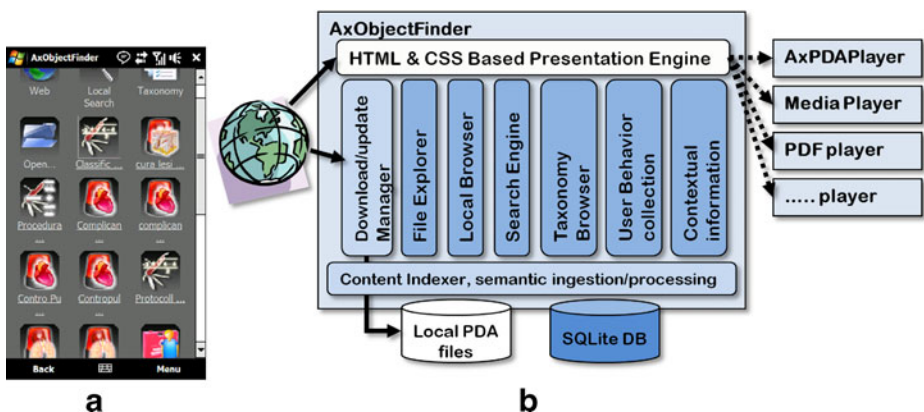 AxObjectFinder
Web
Local
Search
Taxonomy
Open...
Classific ...
cura lesi
...
Procedura
...
Complican
...
complican
...
Contro Pu
...
Contropul
...
Protocoll ...
Back
Menu
a
AxObjectFinder
HTML & CSS Based Presentation Engine
Download/update
Manager
File Explorer
Local Browser
Search Engine
Taxonomy
Browser
User Behavior
collection
Contextual
information
Content Indexer, semantic ingestion/processing
Local PDA
files
SQLite DB
AxPDAPlayer
Media Player
PDF player
..... player
b